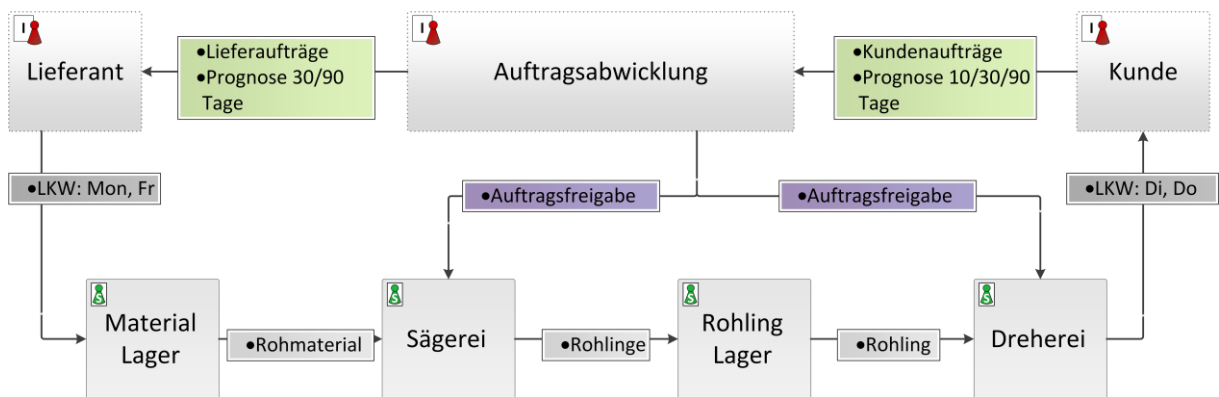 I
Lieferant
•Lieferaufträge
•Prognose 30/90
Tage
Auftragsabwicklung
I
•Kundenaufträge
•Prognose 10/30/90
Tage
I
Kunde
•LKW: Mon, Fr
•Auftragsfreigabe
•Auftragsfreigabe
•LKW: Di, Do
S
Material
Lager
•Rohmaterial
S
Sägerei
•Rohlinge
S
Rohling
Lager
•Rohling
S
Dreherei